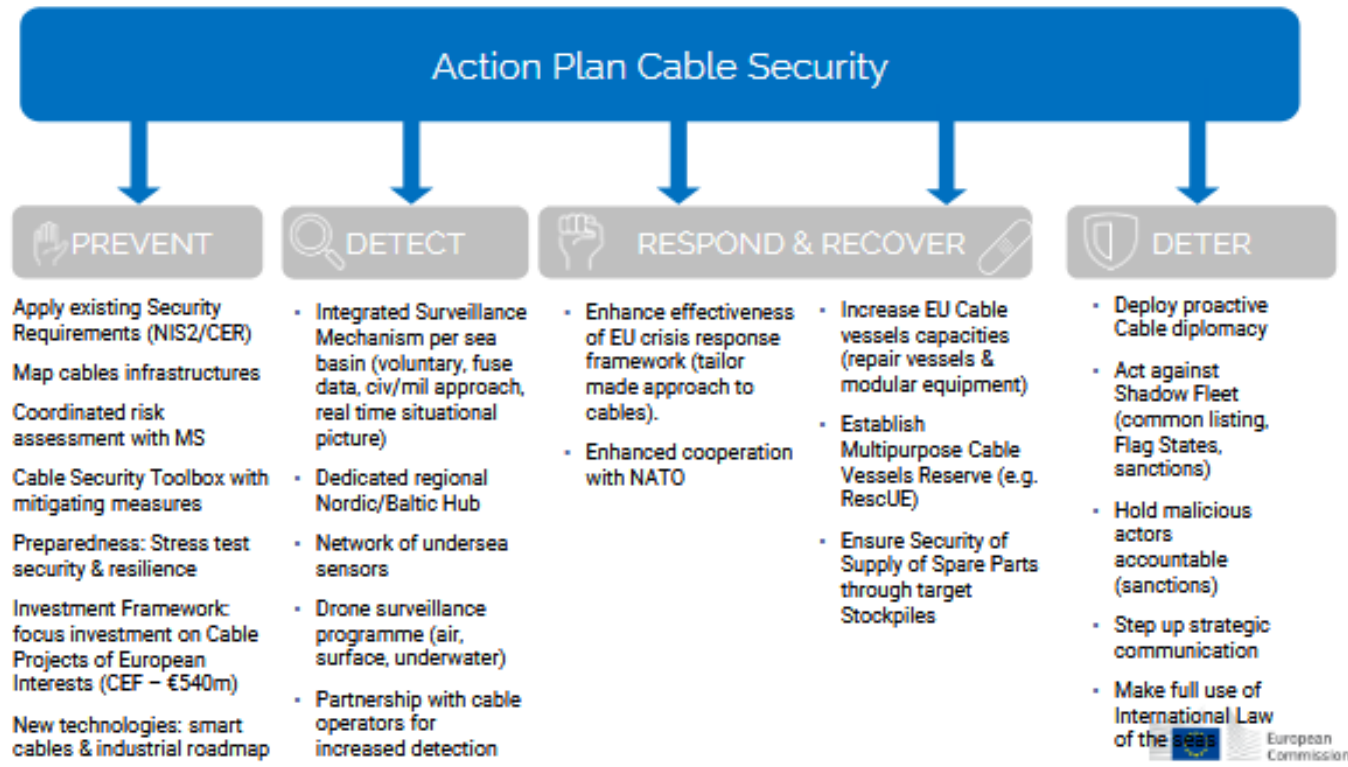 Action Plan Cable Security
PREVENT
Apply existing Security
Requirements (NIS2/CER)
Map cables infrastructures
Coordinated risk
assessment with MS
Cable Security Toolbox with
mitigating measures
Preparedness: Stress test
security & resilience
Investment Framework:
focus investment on Cable
Projects of European
Interests (CEF – €540m)
New technologies: smart
cables & industrial roadmap
DETECT
▪ Integrated Surveillance
Mechanism per sea
basin (voluntary, fuse
data, civ/mil approach,
real time situational
picture)
▪ Dedicated regional
Nordic/Baltic Hub
▪ Network of undersea
sensors
▪ Drone surveillance
programme (air,
surface, underwater)
▪ Partnership with cable
operators for
increased detection
RESPOND & RECOVER
▪ Enhance effectiveness
of EU crisis response
framework (tailor
made approach to
cables).
▪ Enhanced cooperation
with NATO
▪ Increase EU Cable
vessels capacities
(repair vessels &
modular equipment)
▪ Establish
Multipurpose Cable
Vessels Reserve (e.g.
RescUE)
▪ Ensure Security of
Supply of Spare Parts
through target
Stockpiles
DETER
▪ Deploy proactive
Cable diplomacy
▪ Act against
Shadow Fleet
(common listing,
Flag States,
sanctions)
▪ Hold malicious
actors
accountable
(sanctions)
▪ Step up strategic
communication
▪ Make full use of
International Law
of the seas
European
Commission